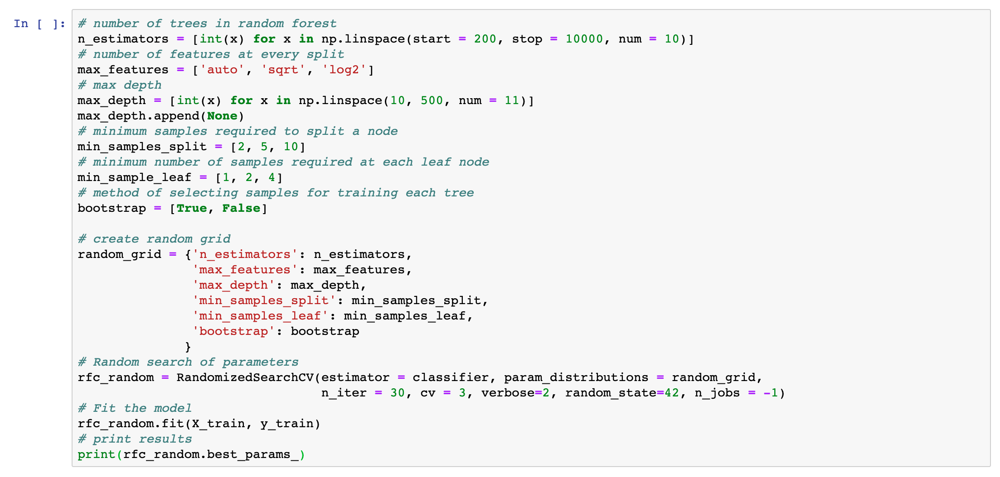 In [ ]: # number of trees in random forest
n_estimators = [int(x) for x in np.linspace(start = 200, stop = 10000, num = 10)]
# number of features at every split
max_features = ['auto', 'sqrt', 'log2']
# max depth
max_depth = [int(x) for x in np.linspace(10, 500, num = 11)]
max_depth.append(None)
# minimum samples required to split a node
min_samples_split = [2, 5, 10]
# minimum number of samples required at each leaf node
min_sample_leaf = [1, 2, 4]
# method of selecting samples for training each tree
bootstrap = [True, False]

# create random grid
random_grid = {'n_estimators': n_estimators,
               'max_features': max_features,
               'max_depth': max_depth,
               'min_samples_split': min_samples_split,
               'min_samples_leaf': min_samples_leaf,
               'bootstrap': bootstrap
              }
# Random search of parameters
rfc_random = RandomizedSearchCV(estimator = classifier, param_distributions = random_grid,
                                n_iter = 30, cv = 3, verbose=2, random_state=42, n_jobs = -1)
# Fit the model
rfc_random.fit(X_train, y_train)
# print results
print(rfc_random.best_params_)